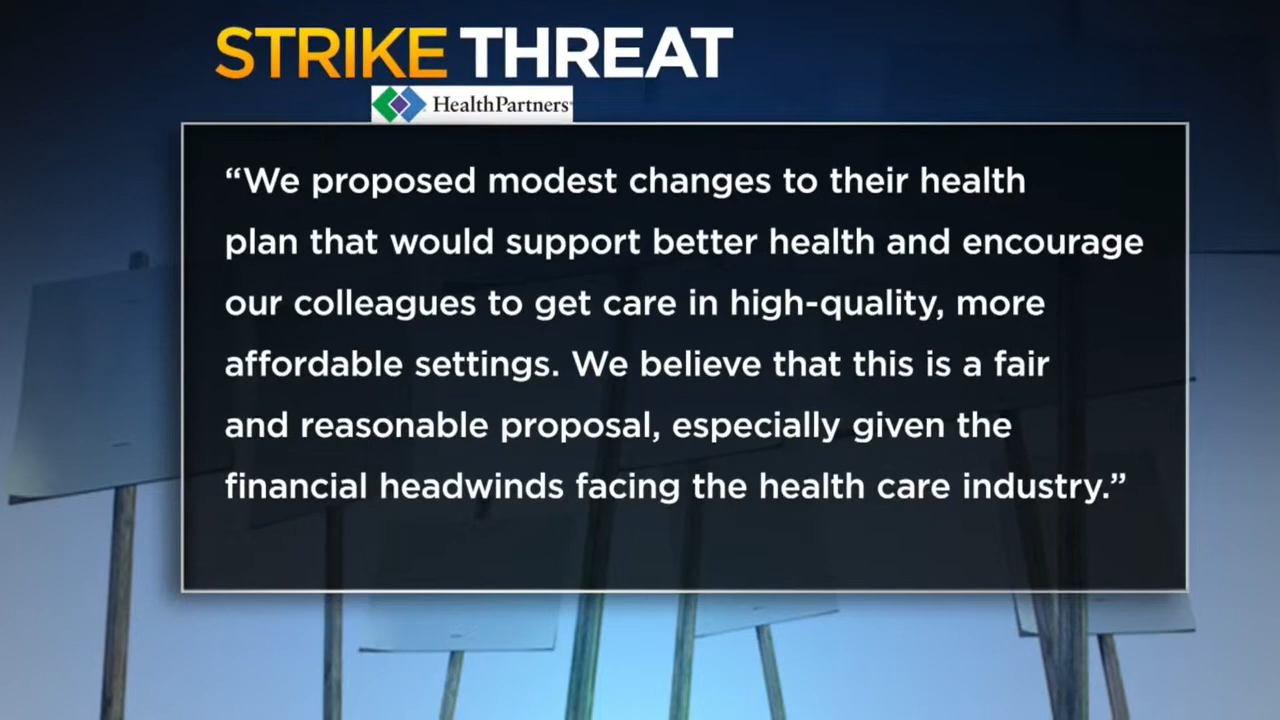 STRIKE THREAT
HealthPartners
“We proposed modest changes to their health
plan that would support better health and encourage
our colleagues to get care in high-quality, more
affordable settings. We believe that this is a fair
and reasonable proposal, especially given the
financial headwinds facing the health care industry.”